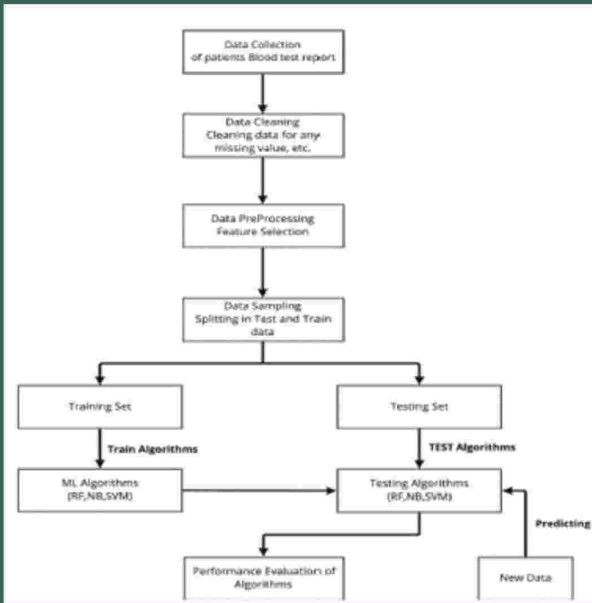 Data Collection
of patients Blood test report
Data Cleaning
Cleaning data for any
missing value, etc.
Data PreProcessing
Feature Selection
Data Sampling
Splitting in Test and Train
data
Training Set
Testing Set
Train Algorithms
TEST Algorithms
ML Algorithms
(RF,NB,SVM)
Testing Algorithms
(RF,NB,SVM)
Predicting
Performance Evaluation of
Algorithms
New Data